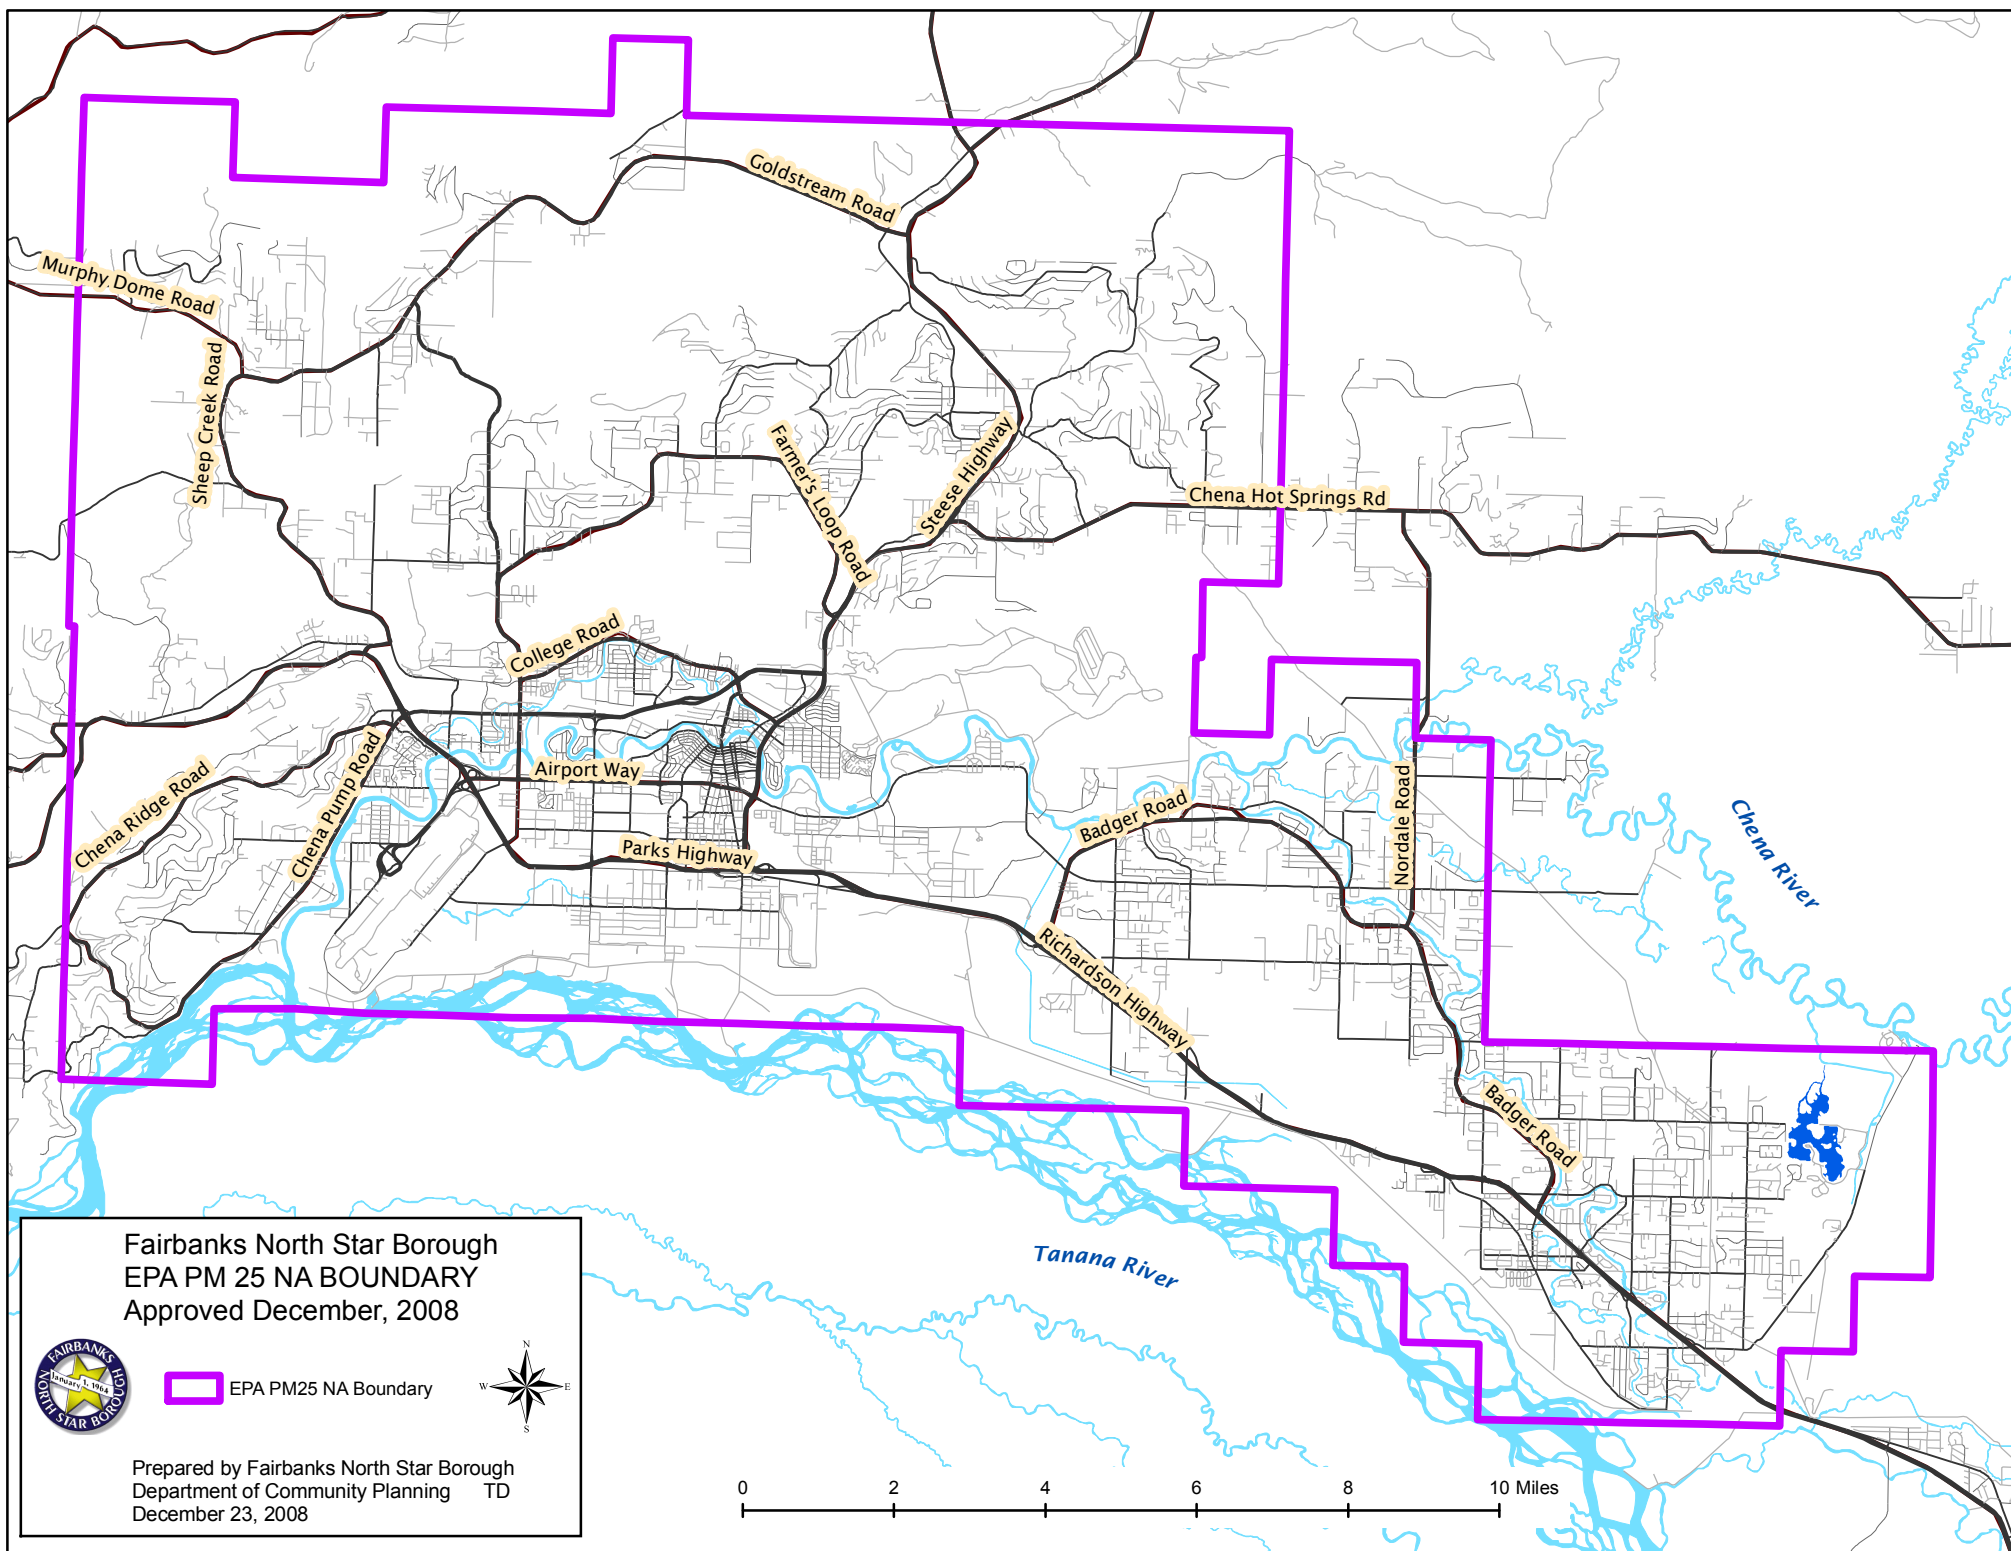 Goldstream Road
Murphy Dome Road
Sheep Creek Road
Farmer's Loop Road
Steese Highway
Chena Hot Springs Rd
College Road
Chena Ridge Road
Chena Pump Road
Airport Way
Parks Highway
Badger Road
Nordale Road
Chena River
Richardson Highway
Badger Road
Tanana River
Fairbanks North Star Borough
EPA PM 25 NA BOUNDARY
Approved December, 2008
FAIRBANKS
January 1, 1964
NORTH STAR BOROUGH
EPA PM25 NA Boundary
N
W E
S
Prepared by Fairbanks North Star Borough
Department of Community Planning TD
December 23, 2008
0 2 4 6 8 10 Miles